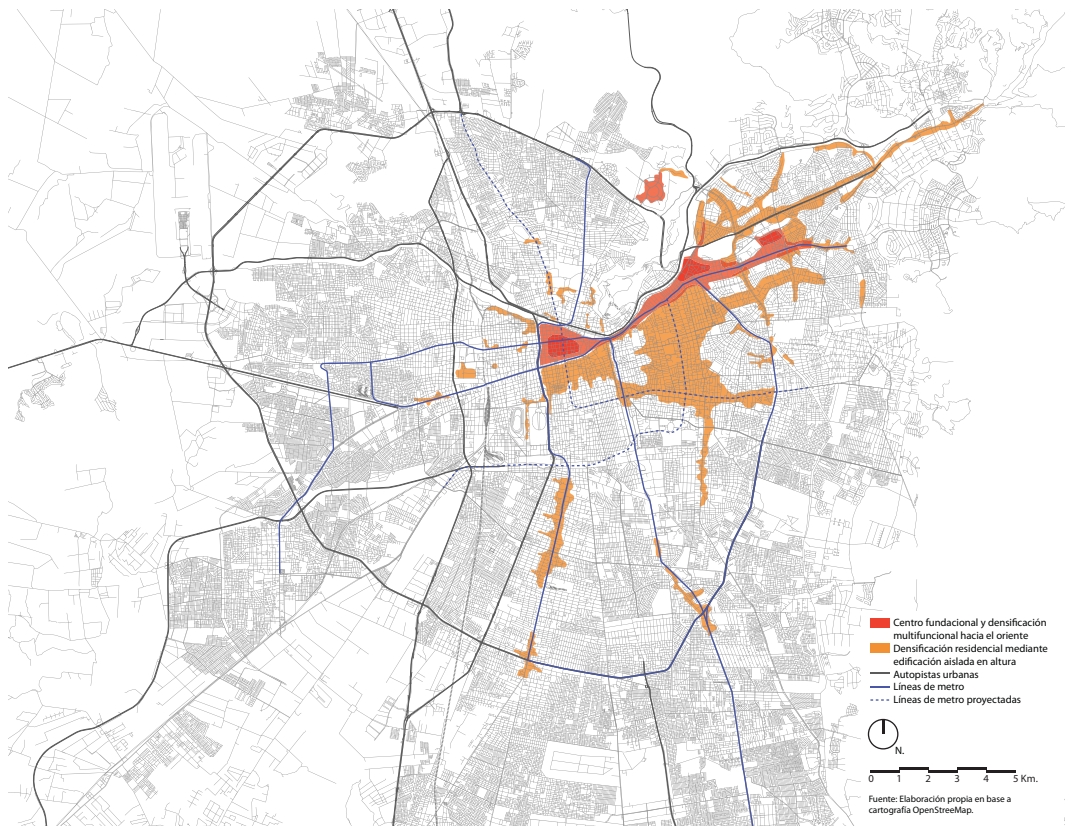 Centro fundacional y densificación
multifuncional hacia el oriente
Densificación residencial mediante
edificación aislada en altura
Autopistas urbanas
Líneas de metro
Líneas de metro proyectadas
N.
0 1 2 3 4 5 Km.
Fuente: Elaboración propia en base a
cartografía OpenStreeMap.